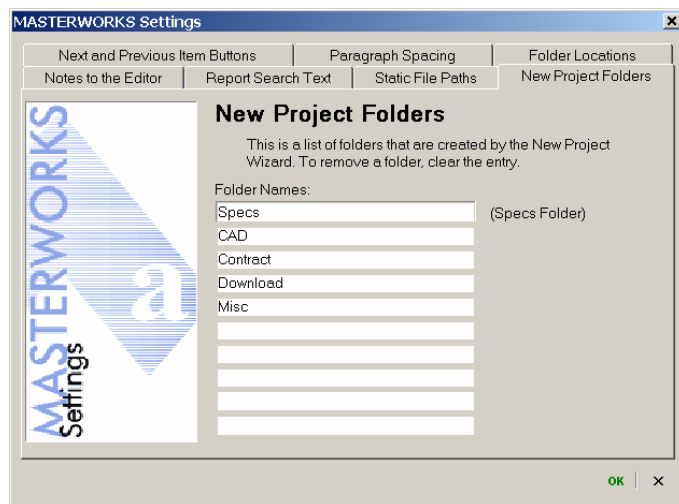 MASTERWORKS Settings
Next and Previous Item Buttons
Paragraph Spacing
Folder Locations
Notes to the Editor
Report Search Text
Static File Paths
New Project Folders
MASTERWORKS
Settings
a
New Project Folders
This is a list of folders that are created by the New Project
Wizard. To remove a folder, clear the entry.
Folder Names:
Specs
(Specs Folder)
CAD
Contract
Download
Misc
OK